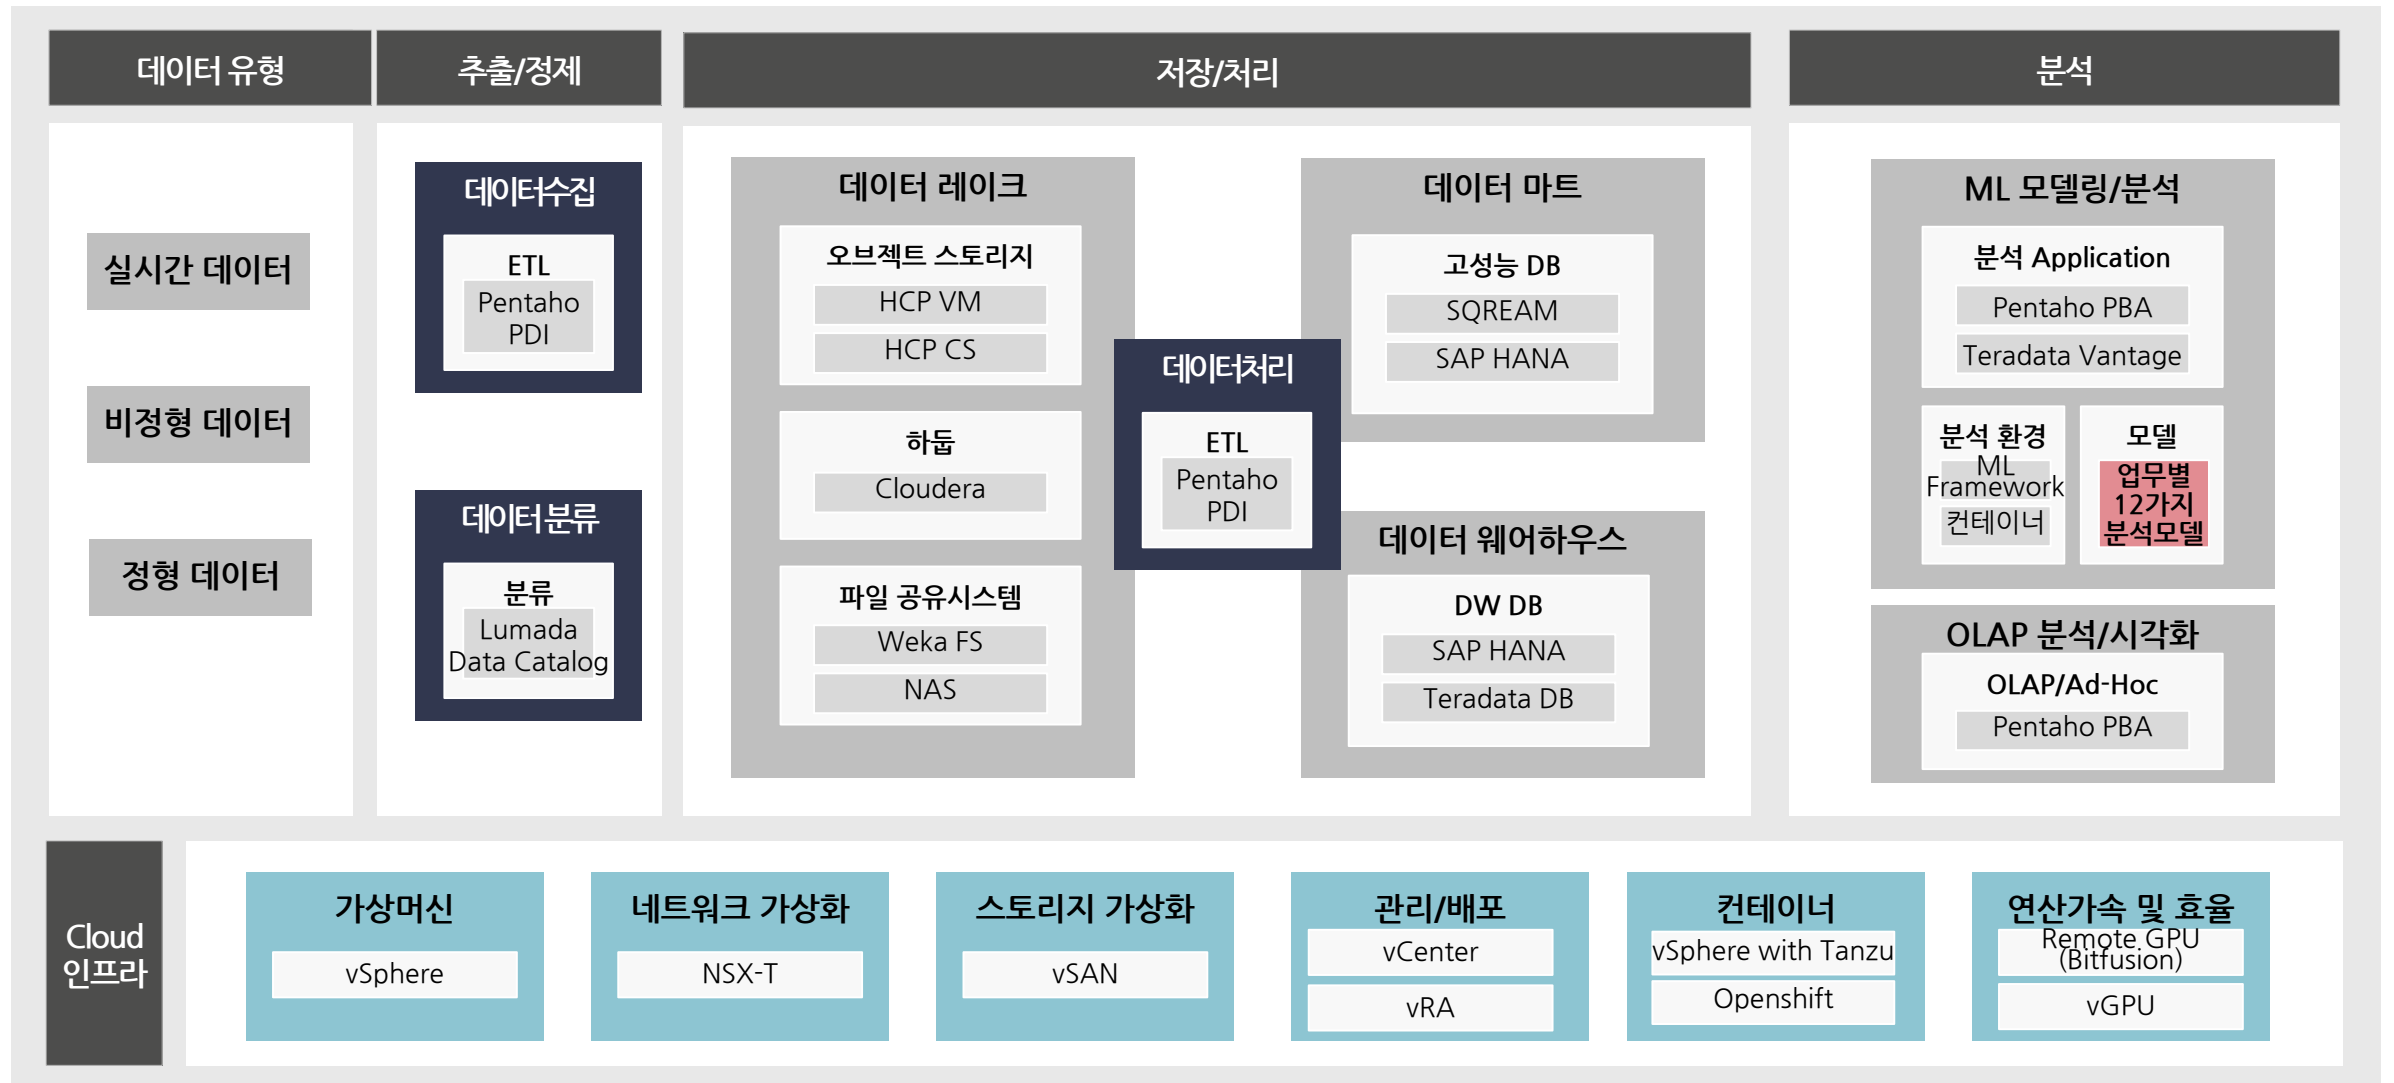 데이터 유형
추출/정제
저장/처리
분석
실시간 데이터
비정형 데이터
정형 데이터
데이터수집
ETL
Pentaho
PDI
데이터 분류
분류
Lumada
Data Catalog
데이터 레이크
오브젝트 스토리지
HCP VM
HCP CS
하둡
Cloudera
파일 공유시스템
Weka FS
NAS
데이터처리
ETL
Pentaho
PDI
데이터 마트
고성능 DB
SQREAM
SAP HANA
데이터 웨어하우스
DW DB
SAP HANA
Teradata DB
ML 모델링/분석
분석 Application
Pentaho PBA
Teradata Vantage
분석 환경
ML
Framework
컨테이너
모델
업무별
12가지
분석모델
OLAP 분석/시각화
OLAP/Ad-Hoc
Pentaho PBA
Cloud
인프라
가상머신
vSphere
네트워크 가상화
NSX-T
스토리지 가상화
vSAN
관리/배포
vCenter
vRA
컨테이너
vSphere with Tanzu
Openshift
연산가속 및 효율
Remote GPU
(Bitfusion)
vGPU